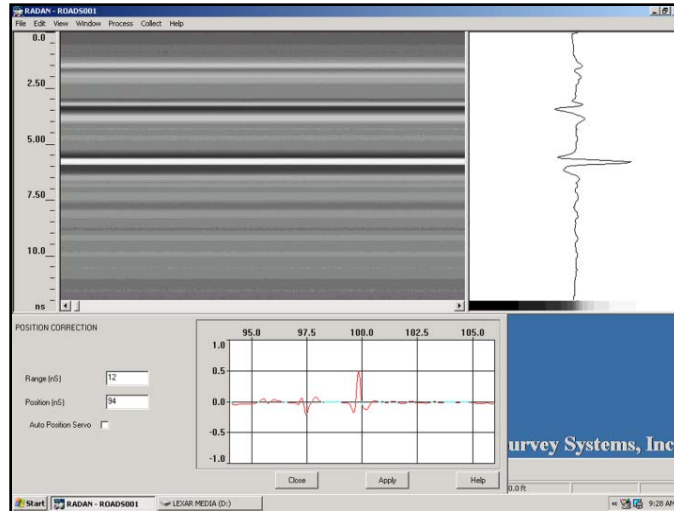 RADAN - ROADS001
File Edit View Window Process Collect Help
0.0
2.50
5.00
7.50
10.0
ns
POSITION CORRECTION
95.0 97.5 100.0 102.5 105.0
1.0
0.5
0.0
-0.5
-1.0
Range (nS) 12
Position (nS) 94
Auto Position Servo
Close Apply Help
urvey Systems, Inc
0.0 ft
Start RADAN - ROADS001 LEXAR MEDIA (D:) « 9:28 AM